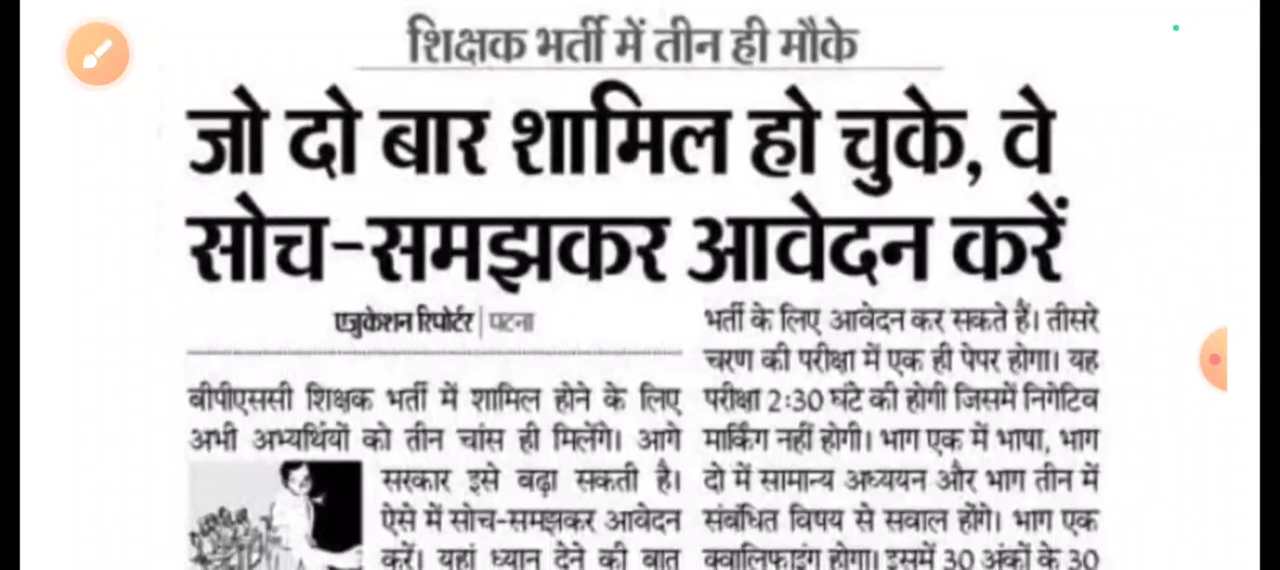 शिक्षक भर्ती में तीन ही मौके
जो दो बार शामिल हो चुके, वे
सोच-समझकर आवेदन करें
एजुकेशन रिपोर्टर | पटना
बीपीएससी शिक्षक भर्ती में शामिल होने के लिए
अभी अभ्यर्थियों को तीन चांस ही मिलेंगे। आगे
सरकार इसे बढ़ा सकती है।
ऐसे में सोच-समझकर आवेदन
करें। यहां ध्यान देने की बात
भर्ती के लिए आवेदन कर सकते हैं। तीसरे
चरण की परीक्षा में एक ही पेपर होगा। यह
परीक्षा 2:30 घंटे की होगी जिसमें निगेटिव
मार्किंग नहीं होगी। भाग एक में भाषा, भाग
दो में सामान्य अध्ययन और भाग तीन में
संबंधित विषय से सवाल होंगे। भाग एक
क्वालिफाइंग होगा। इसमें 30 अंकों के 30